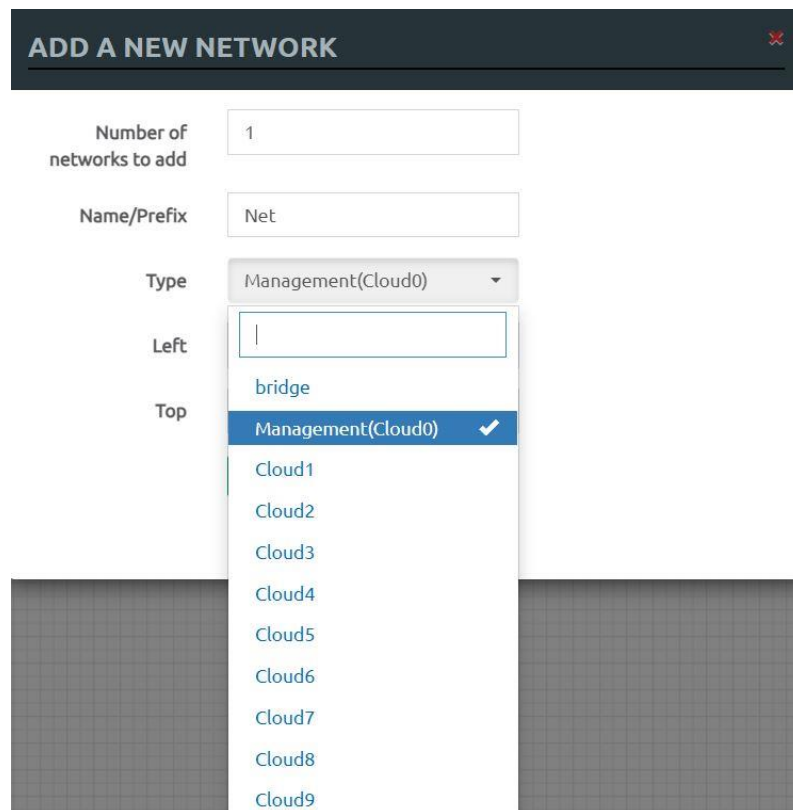 ADD A NEW NETWORK
Number of
networks to add
1
Name/Prefix
Net
Type
Management(Cloud0)
Left
Top
bridge
Management(Cloud0)
Cloud1
Cloud2
Cloud3
Cloud4
Cloud5
Cloud6
Cloud7
Cloud8
Cloud9